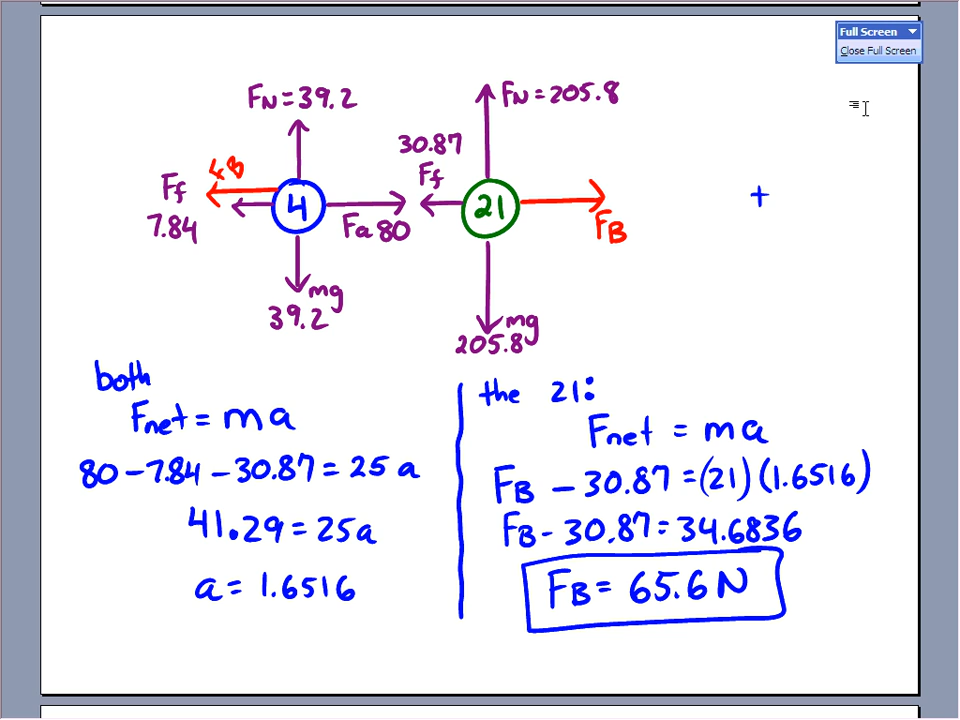 Full Screen
Close Full Screen
FN = 39.2
FN = 205.8
30.87
Ff
FB
Ff
7.84
4
Fa 80
21
FB
+
mg
39.2
mg
205.8
both
Fnet = ma
80 - 7.84 - 30.87 = 25 a
41.29 = 25a
a = 1.6516
the 21:
Fnet = ma
FB - 30.87 = (21)(1.6516)
FB - 30.87 = 34.6836
FB = 65.6 N